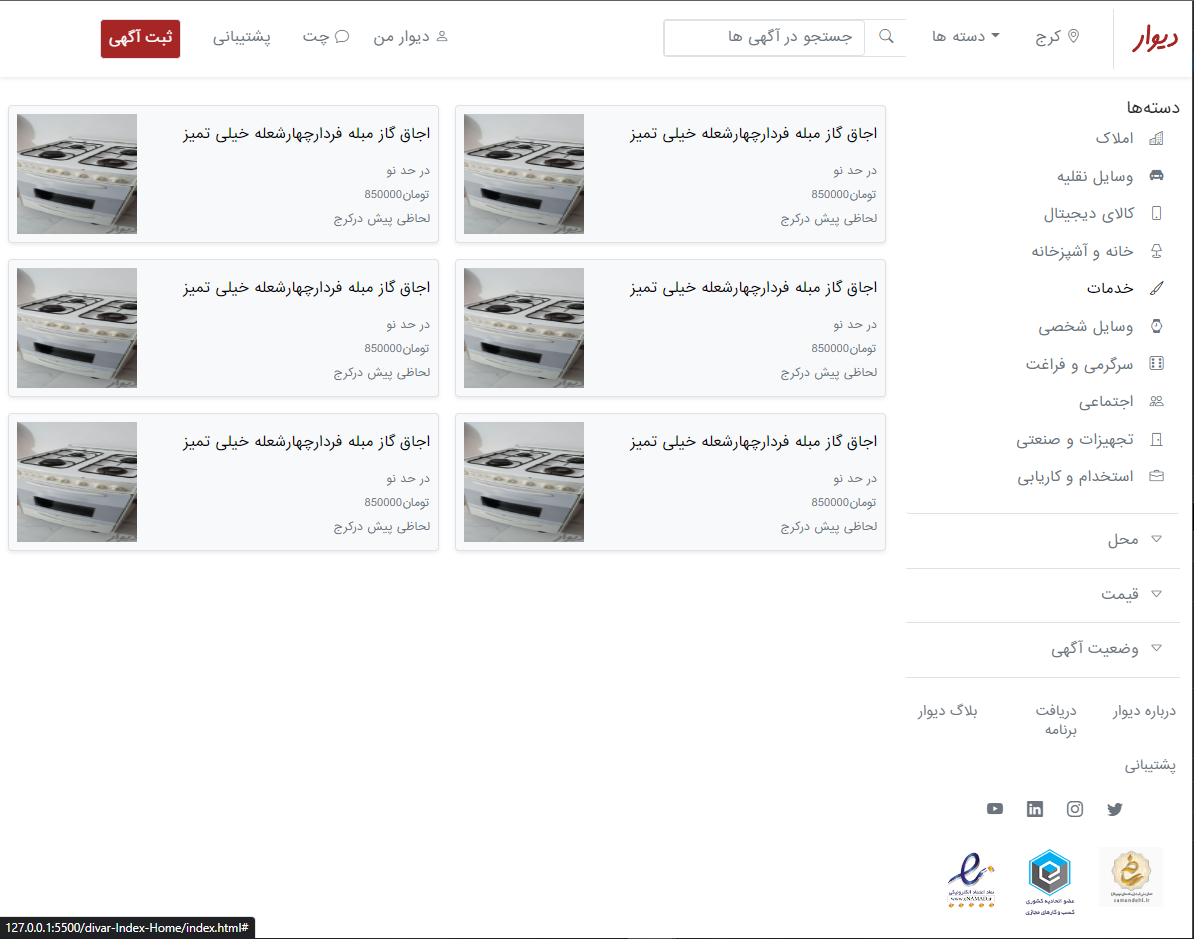 دیوار
کرج
دسته ها
جستجو در آگهی ها
دیوار من
چت
پشتیبانی
ثبت آگهی
دسته‌ها
املاک
وسایل نقلیه
کالای دیجیتال
خانه و آشپزخانه
خدمات
وسایل شخصی
سرگرمی و فراغت
اجتماعی
تجهیزات و صنعتی
استخدام و کاریابی
محل
قیمت
وضعیت آگهی
درباره دیوار
دریافت
برنامه
بلاگ دیوار
پشتیبانی
samandehi.ir
عضو اتحادیه کشوری
کسب و کارهای مجازی
نماد اعتماد الکترونیکی
www.eNAMAD.ir
اجاق گاز مبله فردارچهارشعله خیلی تمیز
در حد نو
تومان850000
لحاظی پیش درکرج
اجاق گاز مبله فردارچهارشعله خیلی تمیز
در حد نو
تومان850000
لحاظی پیش درکرج
اجاق گاز مبله فردارچهارشعله خیلی تمیز
در حد نو
تومان850000
لحاظی پیش درکرج
اجاق گاز مبله فردارچهارشعله خیلی تمیز
در حد نو
تومان850000
لحاظی پیش درکرج
اجاق گاز مبله فردارچهارشعله خیلی تمیز
در حد نو
تومان850000
لحاظی پیش درکرج
اجاق گاز مبله فردارچهارشعله خیلی تمیز
در حد نو
تومان850000
لحاظی پیش درکرج
127.0.0.1:5500/divar-Index-Home/index.html#